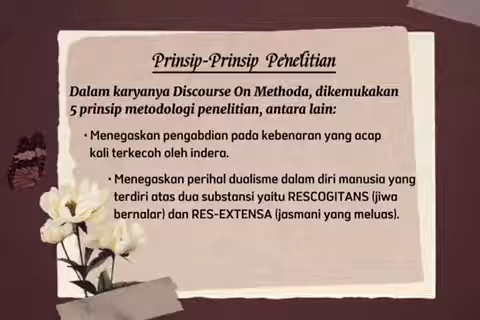 Prinsip-Prinsip Penelitian
Dalam karyanya Discourse On Methoda, dikemukakan
5 prinsip metodologi penelitian, antara lain:
• Menegaskan pengabdian pada kebenaran yang acap
kali terkecoh oleh indera.
• Menegaskan perihal dualisme dalam diri manusia yang
terdiri atas dua substansi yaitu RESCOGITANS (jiwa
bernalar) dan RES-EXTENSA (jasmani yang meluas).